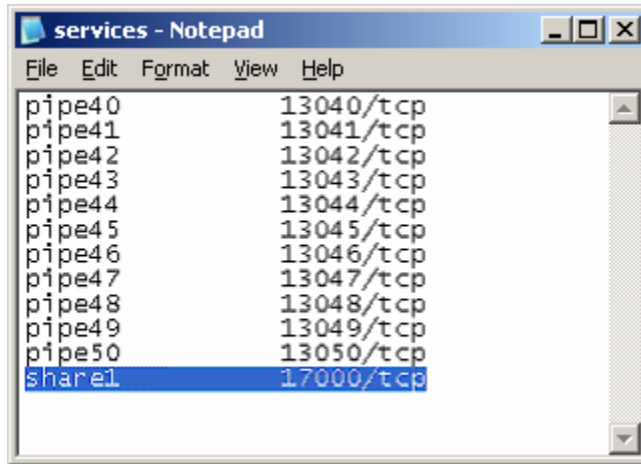 services - Notepad
File Edit Format View Help
pipe40 13040/tcp
pipe41 13041/tcp
pipe42 13042/tcp
pipe43 13043/tcp
pipe44 13044/tcp
pipe45 13045/tcp
pipe46 13046/tcp
pipe47 13047/tcp
pipe48 13048/tcp
pipe49 13049/tcp
pipe50 13050/tcp
share1 17000/tcp